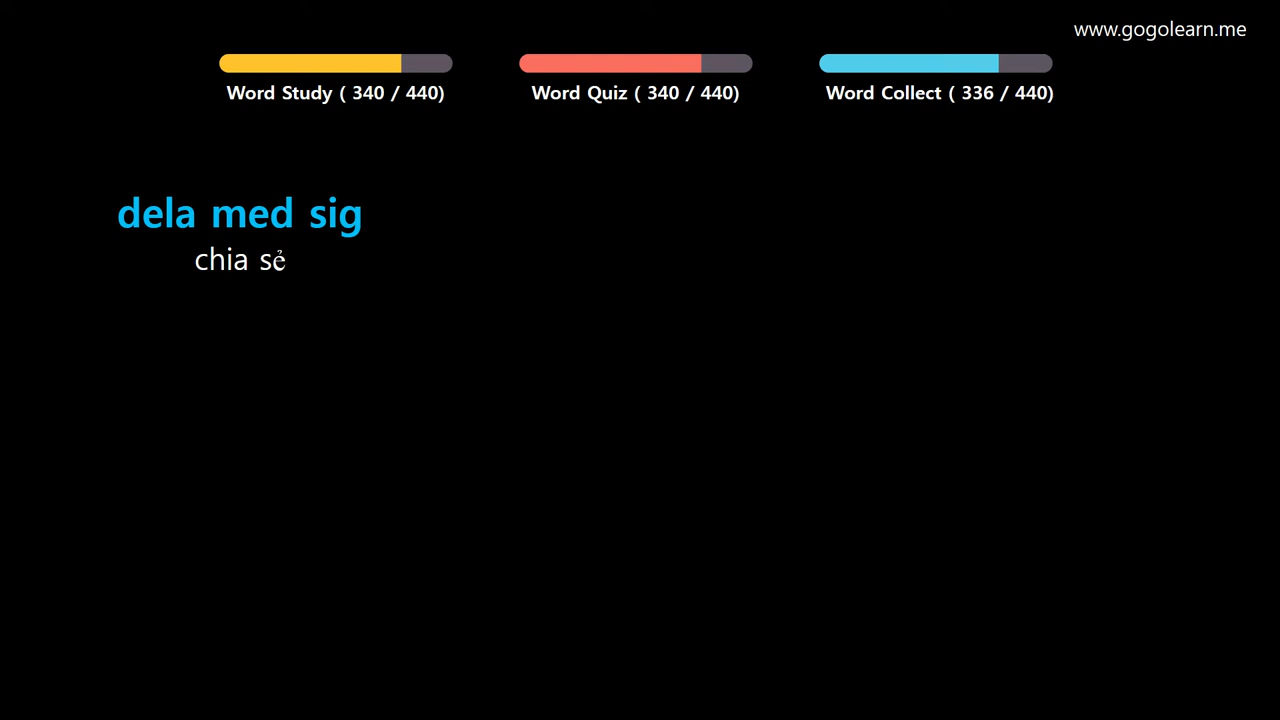 www.gogolearn.me
Word Study ( 340 / 440)
Word Quiz ( 340 / 440)
Word Collect ( 336 / 440)
dela med sig
chia sẻ